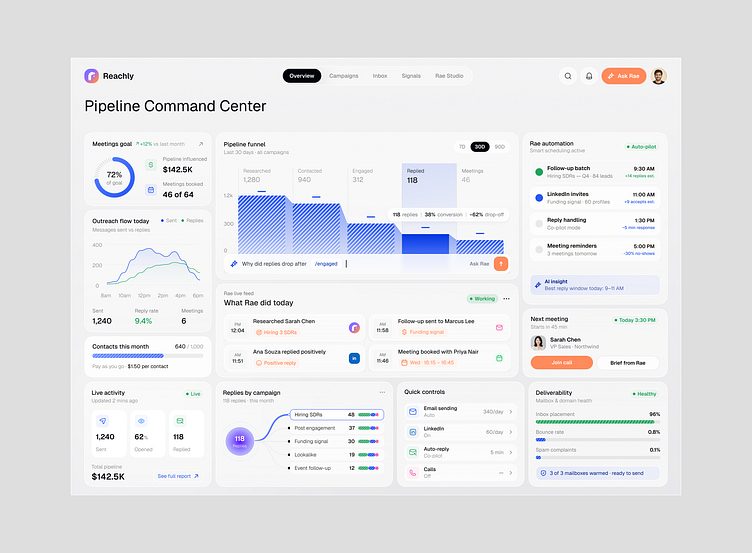 Reachly
Overview
Campaigns
Inbox
Signals
Rae Studio
Ask Rae
Pipeline Command Center
Meetings goal
+12% vs last month
72%
of goal
Pipeline influenced
$142.5K
Meetings booked
46 of 64
Outreach flow today
Sent
Replies
Messages sent vs replies
400
200
0
8am 10am 12pm 2pm 4pm 6pm
Sent
1,240
Reply rate
9.4%
Meetings
6
Contacts this month
640 / 1,000
Pay as you go · $1.50 per contact
Pipeline funnel
Last 30 days · all campaigns
7D
30D
90D
Researched
1,280
Contacted
940
Engaged
312
Replied
118
Meetings
46
1.2k
300
0
118 replies
38% conversion
-62% drop-off
Why did replies drop after
/engaged
Ask Rae
Rae live feed
What Rae did today
Working
PM
12:04
Researched Sarah Chen
Hiring 3 SDRs
AM
11:58
Follow-up sent to Marcus Lee
Funding signal
AM
11:51
Ana Souza replied positively
Positive reply
AM
11:46
Meeting booked with Priya Nair
Wed · 16:15 - 16:45
Rae automation
Smart scheduling active
Auto-pilot
Follow-up batch
Hiring SDRs — Q4 · 84 leads
9:30 AM
~14 replies est.
LinkedIn invites
Funding signal · 60 profiles
11:00 AM
~9 accepts est.
Reply handling
Co-pilot mode
1:30 PM
~5 min response
Meeting reminders
3 meetings tomorrow
5:00 PM
-30% no-shows
AI insight
Best reply window today: 9–11 AM
Next meeting
Starts in 45 min
Today 3:30 PM
Sarah Chen
VP Sales · Northwind
Join call
Brief from Rae
Live activity
Updated 2 mins ago
Live
1,240
Sent
62%
Opened
118
Replied
Total pipeline
$142.5K
See full report
Replies by campaign
118 replies · this month
118
Replies
Hiring SDRs 48
Post engagement 37
Funding signal 30
Lookalike 19
Event follow-up 12
Quick controls
Email sending
Auto
340/day
LinkedIn
On
60/day
Auto-reply
Co-pilot
5 min
Calls
Off
Deliverability
Mailbox & domain health
Healthy
Inbox placement 96%
Bounce rate 0.8%
Spam complaints 0.1%
3 of 3 mailboxes warmed · ready to send